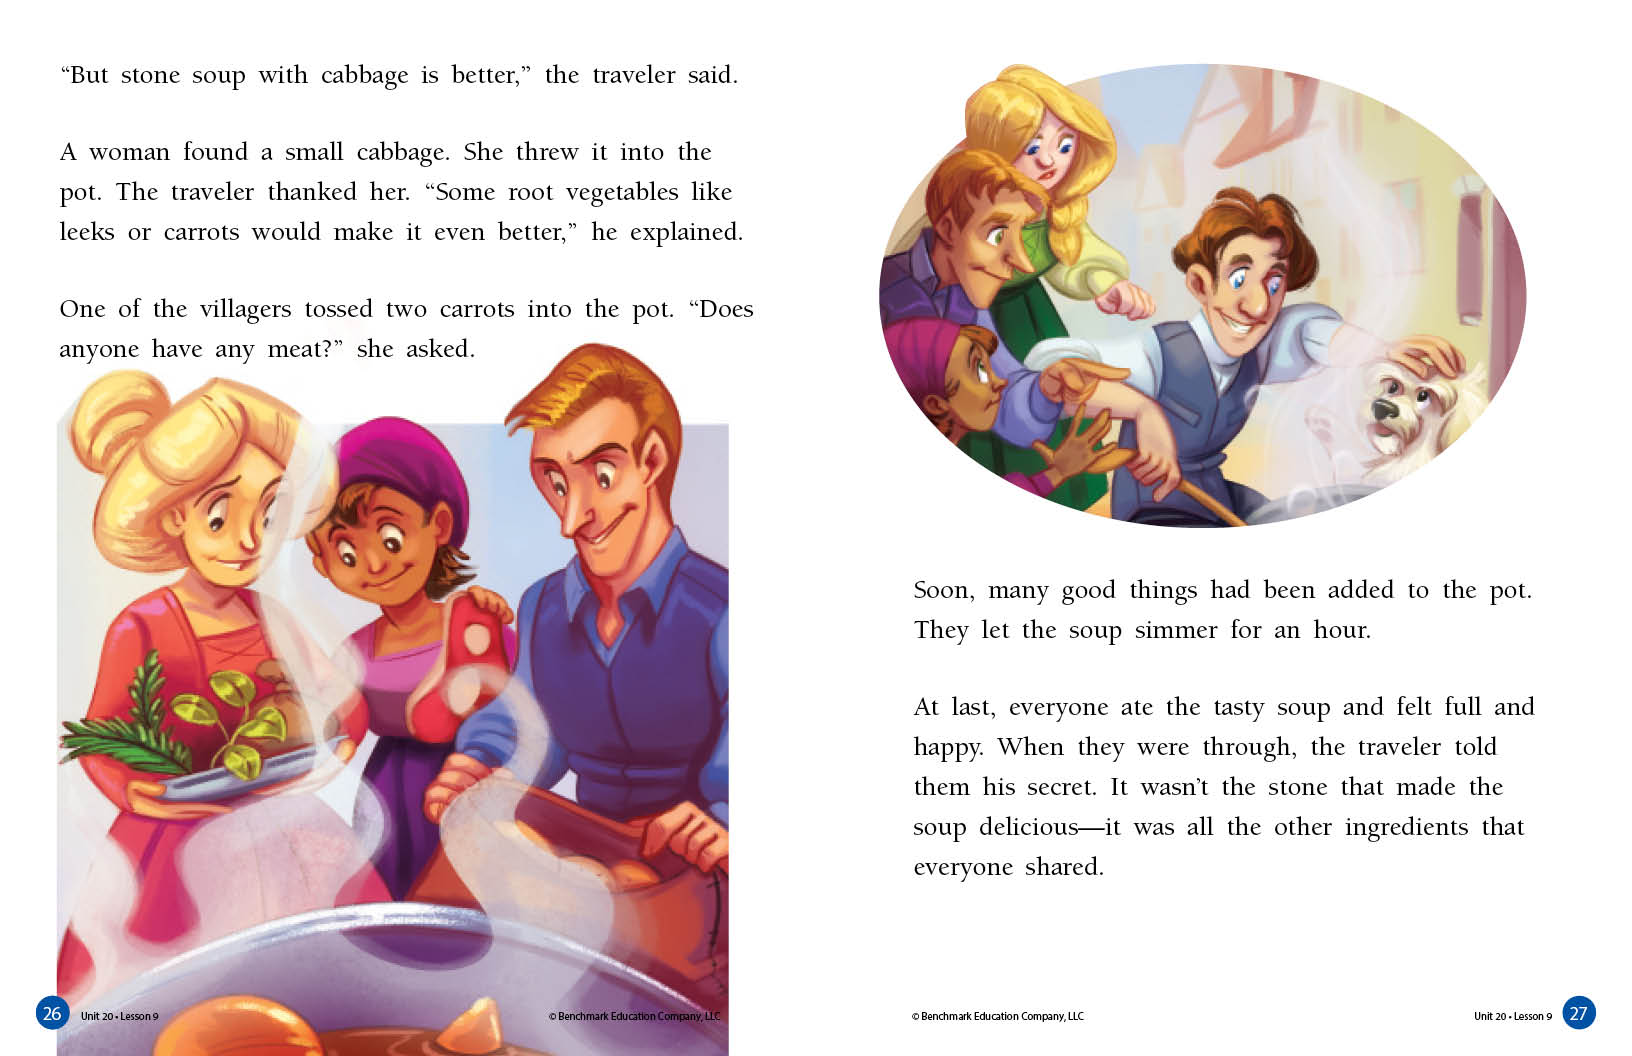 “But stone soup with cabbage is better,” the traveler said.
A woman found a small cabbage. She threw it into the
pot. The traveler thanked her. “Some root vegetables like
leeks or carrots would make it even better,” he explained.
One of the villagers tossed two carrots into the pot. “Does
anyone have any meat?” she asked.
26 Unit 20 • Lesson 9 © Benchmark Education Company, LLC
Soon, many good things had been added to the pot.
They let the soup simmer for an hour.
At last, everyone ate the tasty soup and felt full and
happy. When they were through, the traveler told
them his secret. It wasn’t the stone that made the
soup delicious—it was all the other ingredients that
everyone shared.
© Benchmark Education Company, LLC Unit 20 • Lesson 9 27